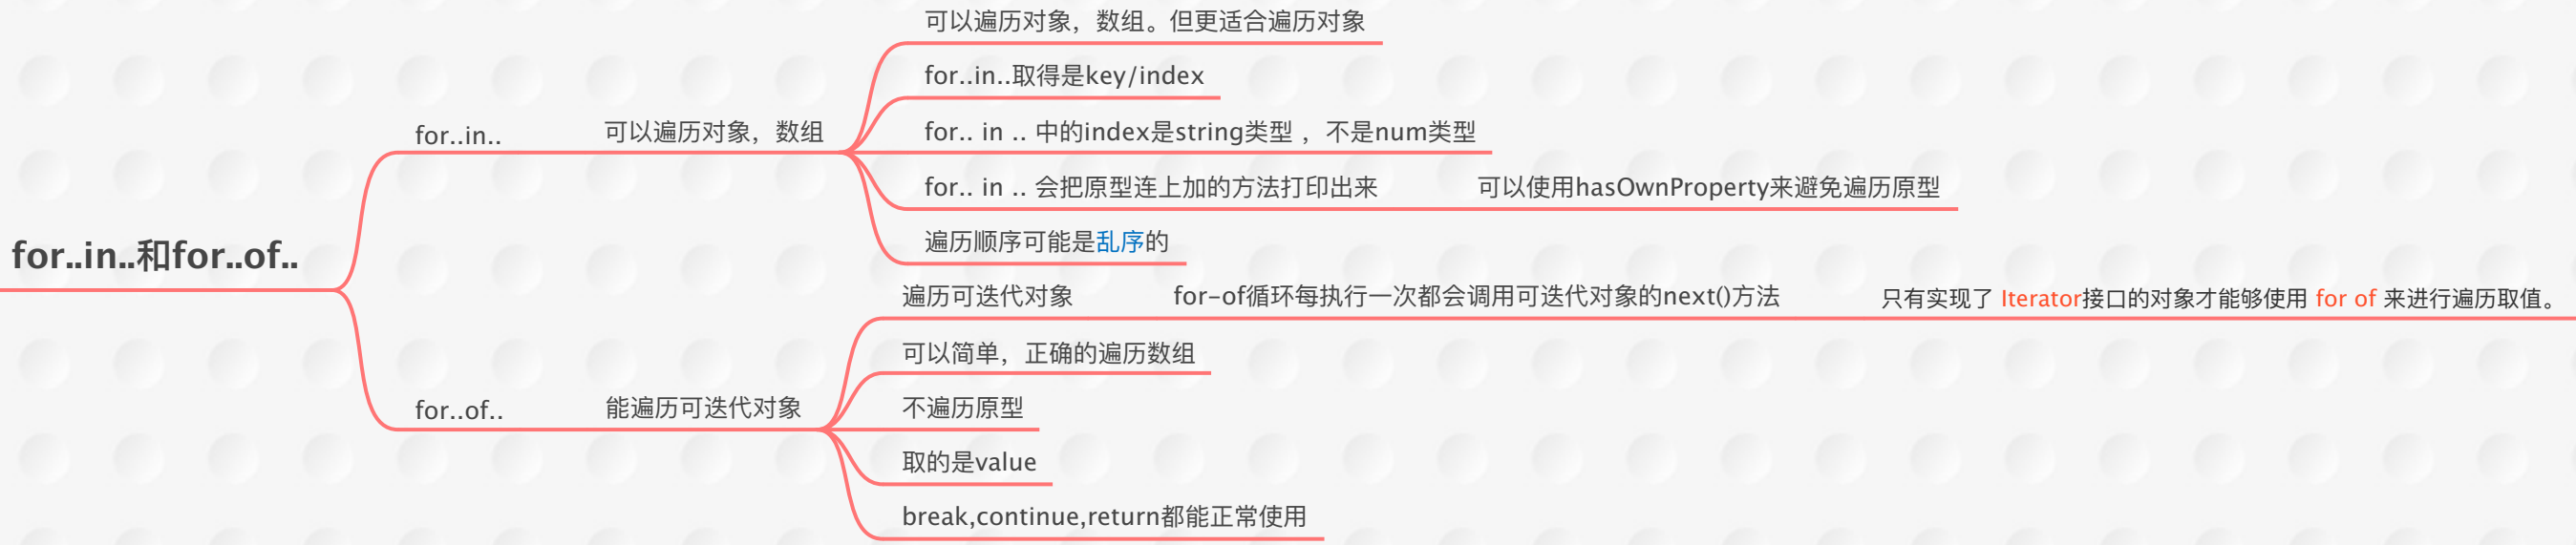 for..in..和for..of..
for..in..
可以遍历对象，数组
可以遍历对象，数组。但更适合遍历对象
for..in..取得是key/index
for.. in .. 中的index是string类型 ，不是num类型
for.. in .. 会把原型连上加的方法打印出来
可以使用hasOwnProperty来避免遍历原型
遍历顺序可能是乱序的
for..of..
能遍历可迭代对象
遍历可迭代对象
for-of循环每执行一次都会调用可迭代对象的next()方法
只有实现了 Iterator接口的对象才能够使用 for of 来进行遍历取值。
可以简单，正确的遍历数组
不遍历原型
取的是value
break,continue,return都能正常使用